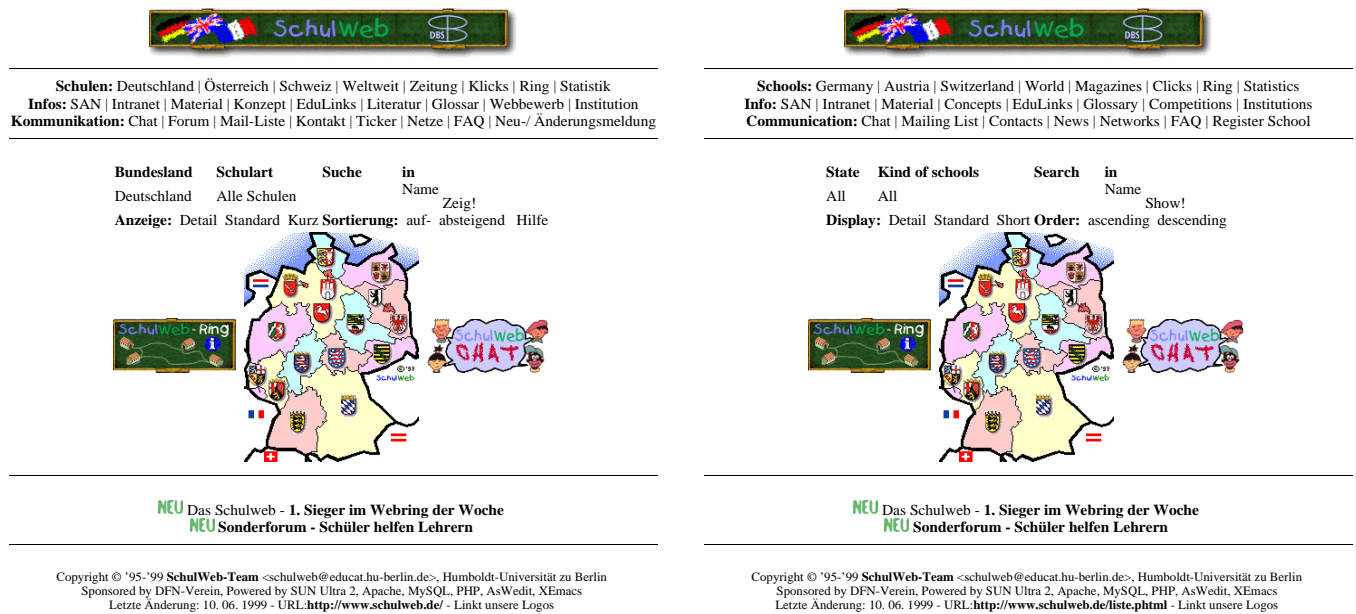 SchulWeb DBS
Schulen: Deutschland | Österreich | Schweiz | Weltweit | Zeitung | Klicks | Ring | Statistik
Infos: SAN | Intranet | Material | Konzept | EduLinks | Literatur | Glossar | Webbewerb | Institution
Kommunikation: Chat | Forum | Mail-Liste | Kontakt | Ticker | Netze | FAQ | Neu-/ Änderungsmeldung
Bundesland Schulart Suche in
Deutschland Alle Schulen Name
Zeig!
Anzeige: Detail Standard Kurz Sortierung: auf- absteigend Hilfe
SchulWeb-Ring
i
SchulWeb
CHAT
© '97
SchulWeb
NEU Das Schulweb - 1. Sieger im Webring der Woche
NEU Sonderforum - Schüler helfen Lehrern
Copyright © '95-'99 SchulWeb-Team <schulweb@educat.hu-berlin.de>, Humboldt-Universität zu Berlin
Sponsored by DFN-Verein, Powered by SUN Ultra 2, Apache, MySQL, PHP, AsWedit, XEmacs
Letzte Änderung: 10. 06. 1999 - URL:http://www.schulweb.de/ - Linkt unsere Logos
SchulWeb DBS
Schools: Germany | Austria | Switzerland | World | Magazines | Clicks | Ring | Statistics
Info: SAN | Intranet | Material | Concepts | EduLinks | Glossary | Competitions | Institutions
Communication: Chat | Mailing List | Contacts | News | Networks | FAQ | Register School
State Kind of schools Search in
All All Name
Show!
Display: Detail Standard Short Order: ascending descending
SchulWeb-Ring
i
SchulWeb
CHAT
© '97
SchulWeb
NEU Das Schulweb - 1. Sieger im Webring der Woche
NEU Sonderforum - Schüler helfen Lehrern
Copyright © '95-'99 SchulWeb-Team <schulweb@educat.hu-berlin.de>, Humboldt-Universität zu Berlin
Sponsored by DFN-Verein, Powered by SUN Ultra 2, Apache, MySQL, PHP, AsWedit, XEmacs
Letzte Änderung: 10. 06. 1999 - URL:http://www.schulweb.de/liste.phtml - Linkt unsere Logos